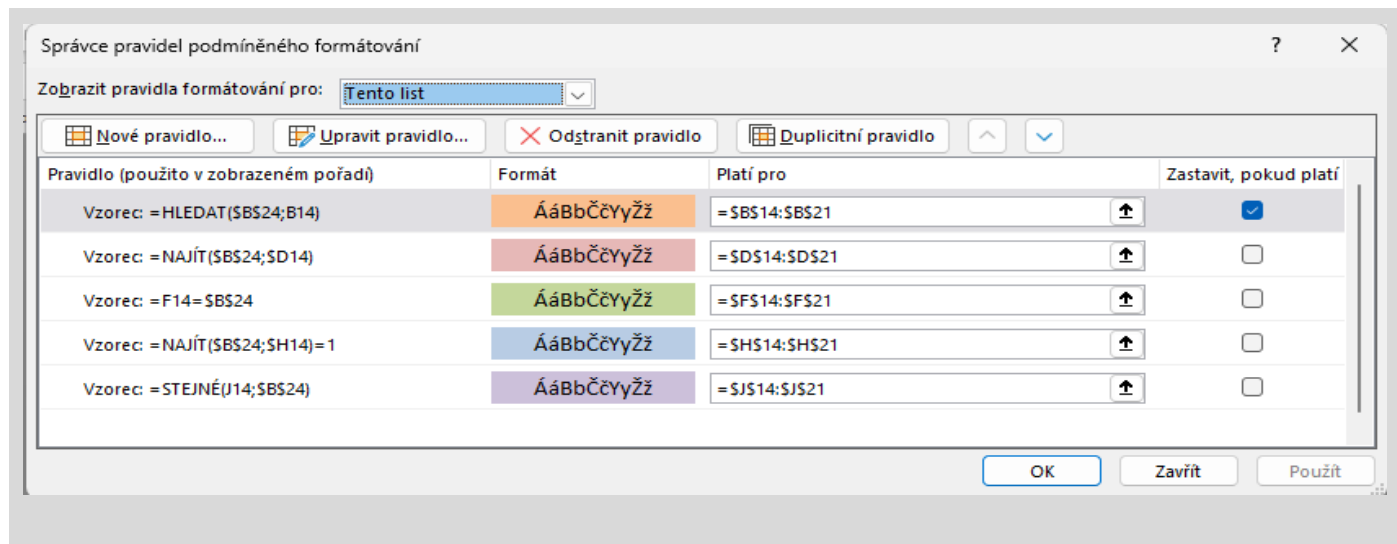 Správce pravidel podmíněného formátování ?
Zobrazit pravidla formátování pro: Tento list
Nové pravidlo... Upravit pravidlo... Odstranit pravidlo Duplicitní pravidlo
Pravidlo (použito v zobrazeném pořadí) Formát Platí pro Zastavit, pokud platí
Vzorec: =HLEDAT($B$24;B14) ÁáBbČčYyŽž =$B$14:$B$21
Vzorec: =NAJÍT($B$24;$D14) ÁáBbČčYyŽž =$D$14:$D$21
Vzorec: =F14=$B$24 ÁáBbČčYyŽž =$F$14:$F$21
Vzorec: =NAJÍT($B$24;$H14)=1 ÁáBbČčYyŽž =$H$14:$H$21
Vzorec: =STEJNÉ(J14;$B$24) ÁáBbČčYyŽž =$J$14:$J$21
OK Zavřít Použít